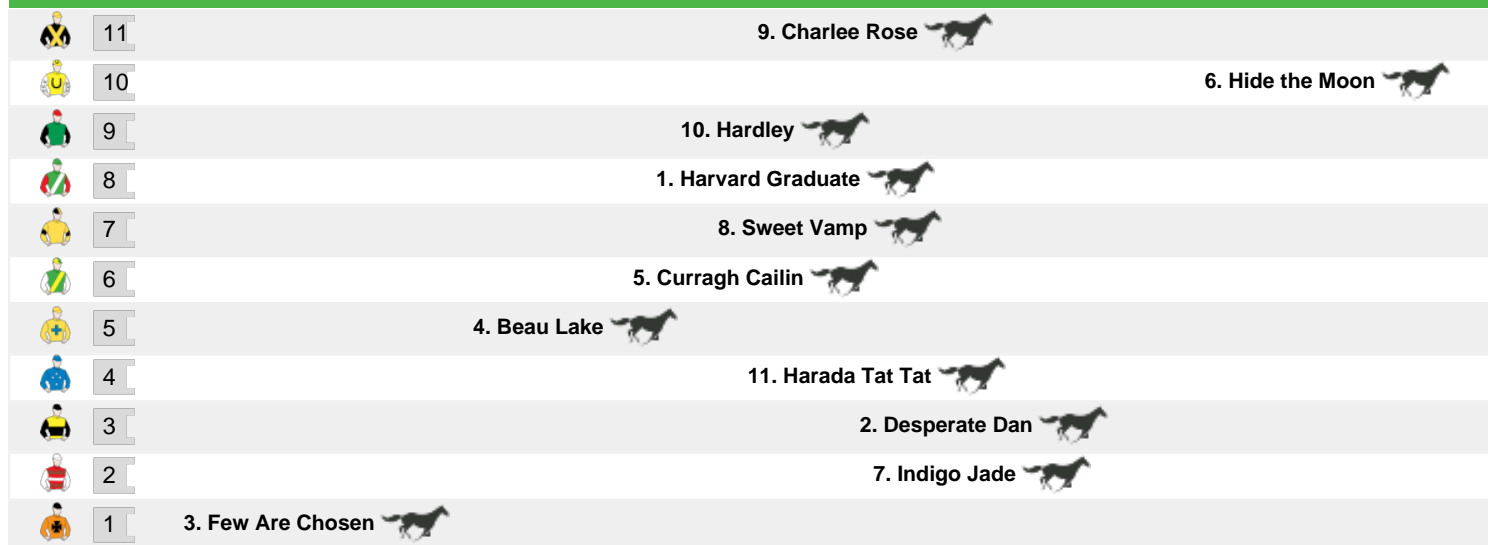 11 9. Charlee Rose
10 U 6. Hide the Moon
9 10. Hardley
8 1. Harvard Graduate
7 8. Sweet Vamp
6 5. Curragh Cailin
5 4. Beau Lake
4 11. Harada Tat Tat
3 2. Desperate Dan
2 7. Indigo Jade
1 3. Few Are Chosen